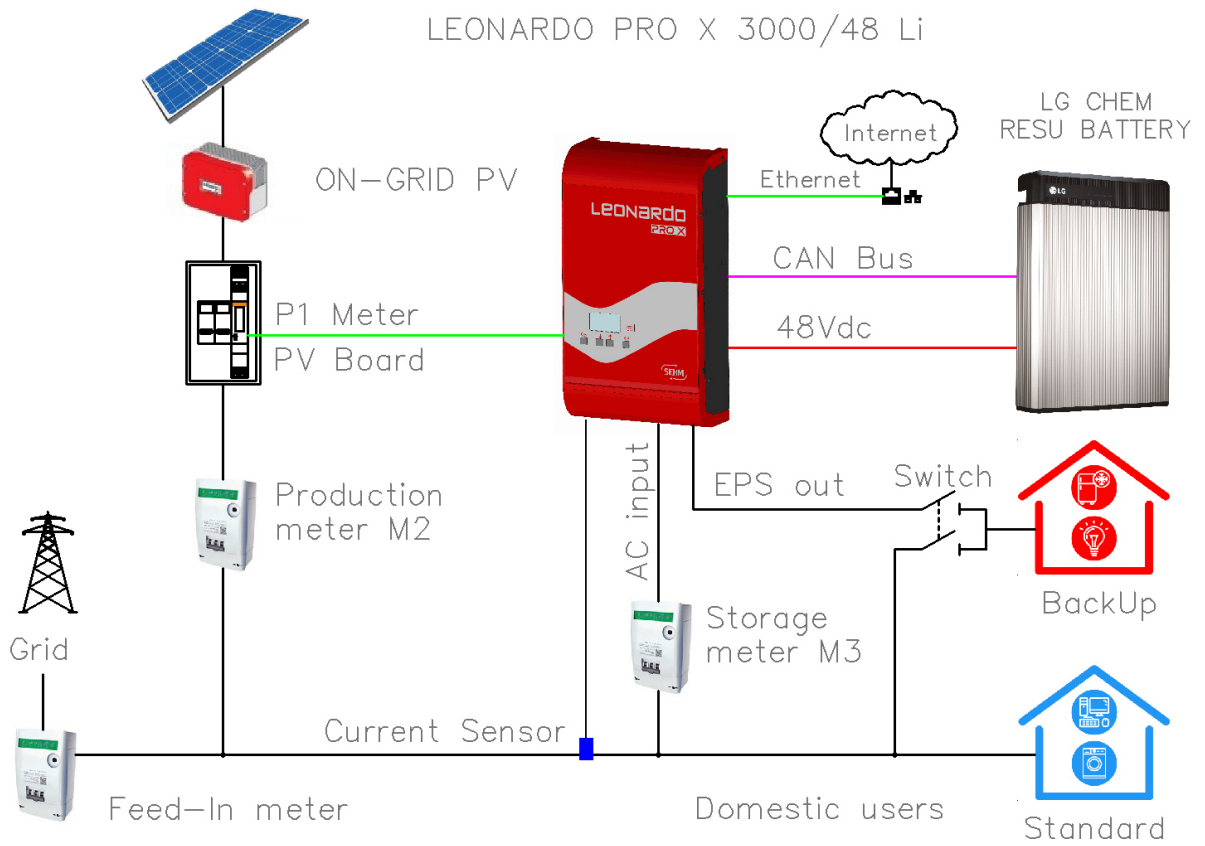 LEONARDO PRO X 3000/48 Li
LG CHEM
RESU BATTERY
Internet
Ethernet
ON-GRID PV
LEONARDO
PRO X
LG
CAN Bus
P1 Meter
PV Board
48Vdc
SEHM
AC input
EPS out
Switch
Production
meter M2
BackUp
Storage
meter M3
Grid
Current Sensor
Feed-In meter
Domestic users
Standard